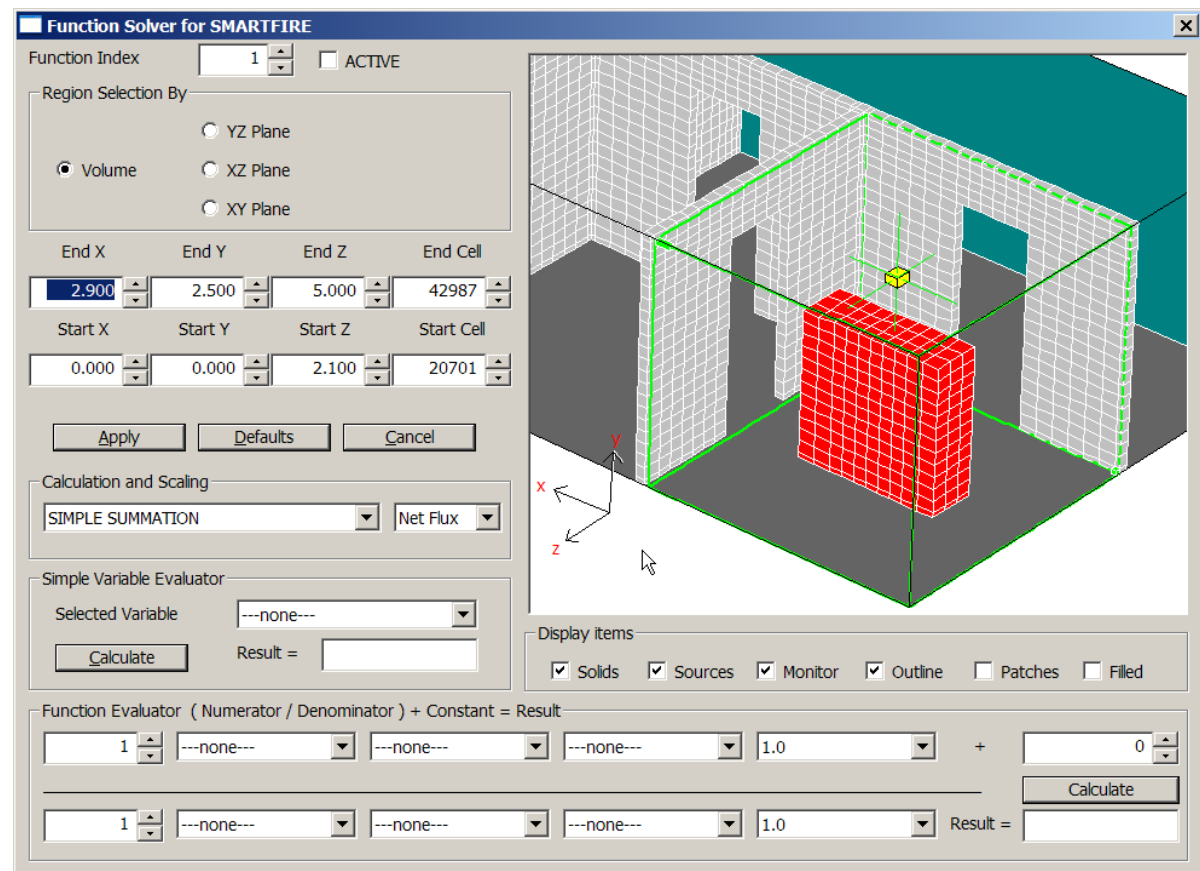 Function Solver for SMARTFIRE
Function Index 1 ACTIVE
Region Selection By
YZ Plane
Volume XZ Plane
XY Plane
End X End Y End Z End Cell
2.900 2.500 5.000 42987
Start X Start Y Start Z Start Cell
0.000 0.000 2.100 20701
Apply Defaults Cancel
Calculation and Scaling
SIMPLE SUMMATION Net Flux
Simple Variable Evaluator
Selected Variable ---none---
Calculate Result =
y
x
z
Display items
Solids Sources Monitor Outline Patches Filled
Function Evaluator ( Numerator / Denominator ) + Constant = Result
1 ---none--- ---none--- ---none--- 1.0 + 0
Calculate
1 ---none--- ---none--- ---none--- 1.0 Result =